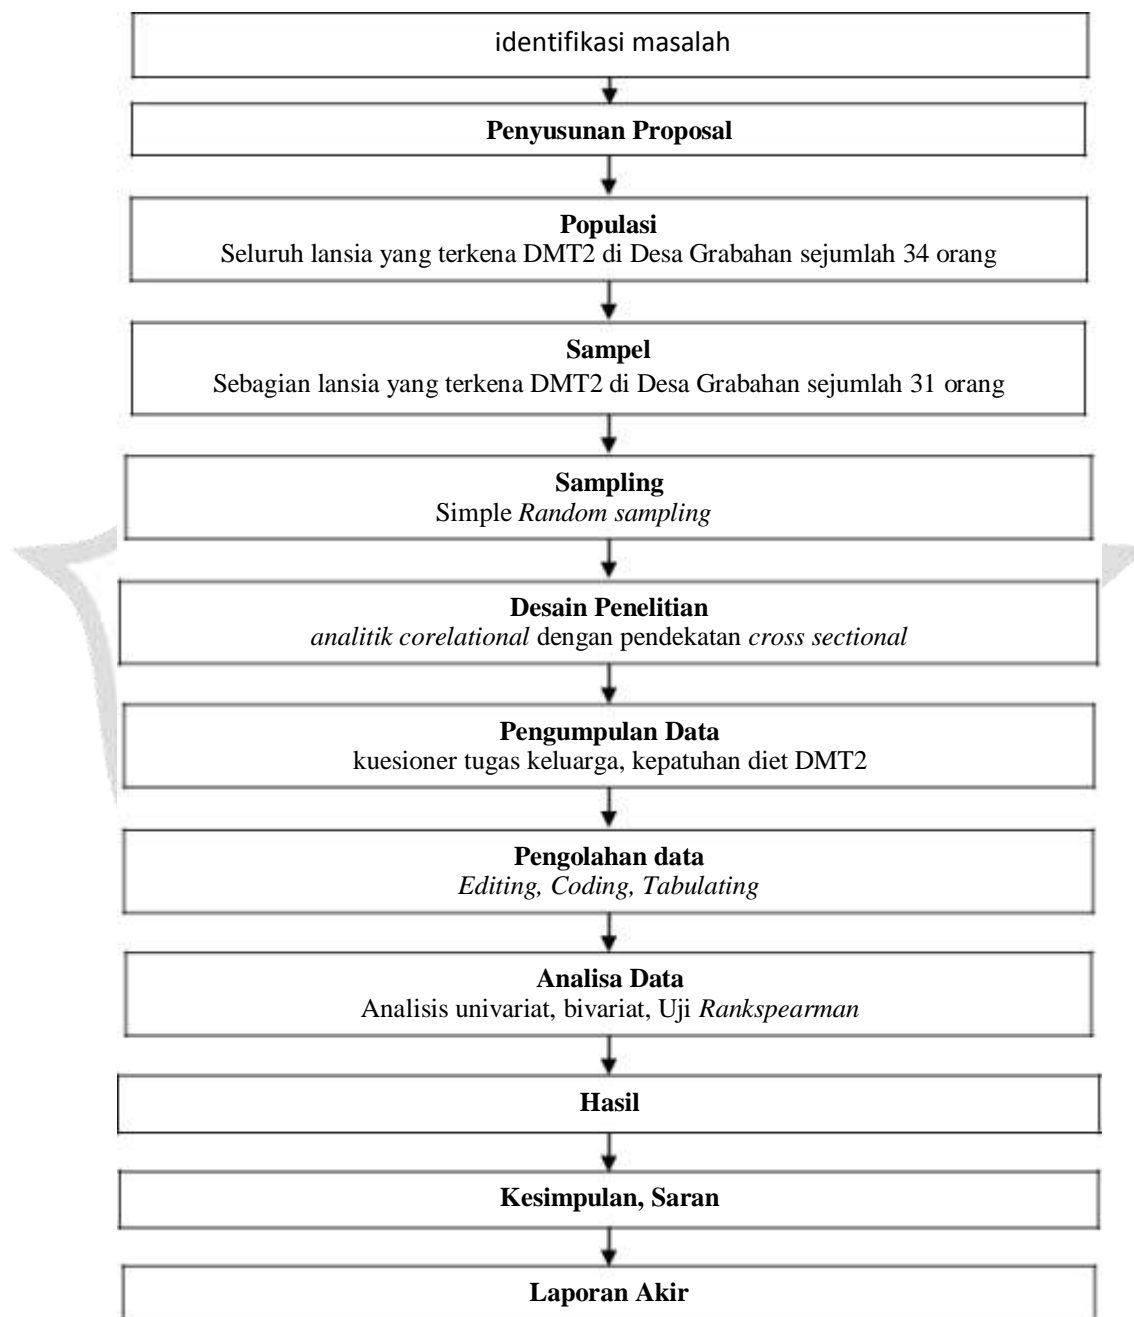 identifikasi masalah
Penyusunan Proposal
Populasi
Seluruh lansia yang terkena DMT2 di Desa Grabahan sejumlah 34 orang
Sampel
Sebagian lansia yang terkena DMT2 di Desa Grabahan sejumlah 31 orang
Sampling
Simple Random sampling
Desain Penelitian
analitik corelational dengan pendekatan cross sectional
Pengumpulan Data
kuesioner tugas keluarga, kepatuhan diet DMT2
Pengolahan data
Editing, Coding, Tabulating
Analisa Data
Analisis univariat, bivariat, Uji Rankspearman
Hasil
Kesimpulan, Saran
Laporan Akir